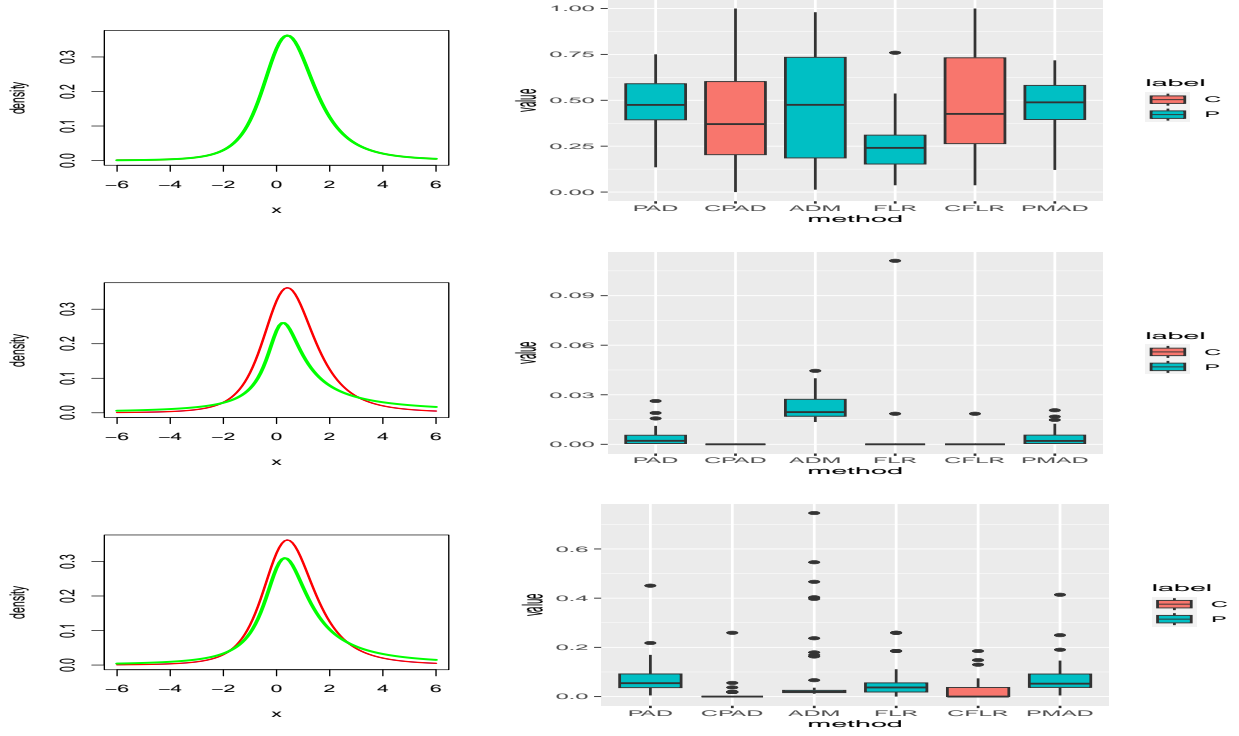 density
0.0 0.1 0.2 0.3
−6 −4 −2 0 2 4 6
x
value
1.00
0.75
0.50
0.25
0.00
PAD CPAD ADM FLR CFLR PMAD
method
label
C
P
density
0.0 0.1 0.2 0.3
−6 −4 −2 0 2 4 6
x
value
0.09
0.06
0.03
0.00
PAD CPAD ADM FLR CFLR PMAD
method
label
C
P
density
0.0 0.1 0.2 0.3
−6 −4 −2 0 2 4 6
x
value
0.6
0.4
0.2
0.0
PAD CPAD ADM FLR CFLR PMAD
method
label
C
P